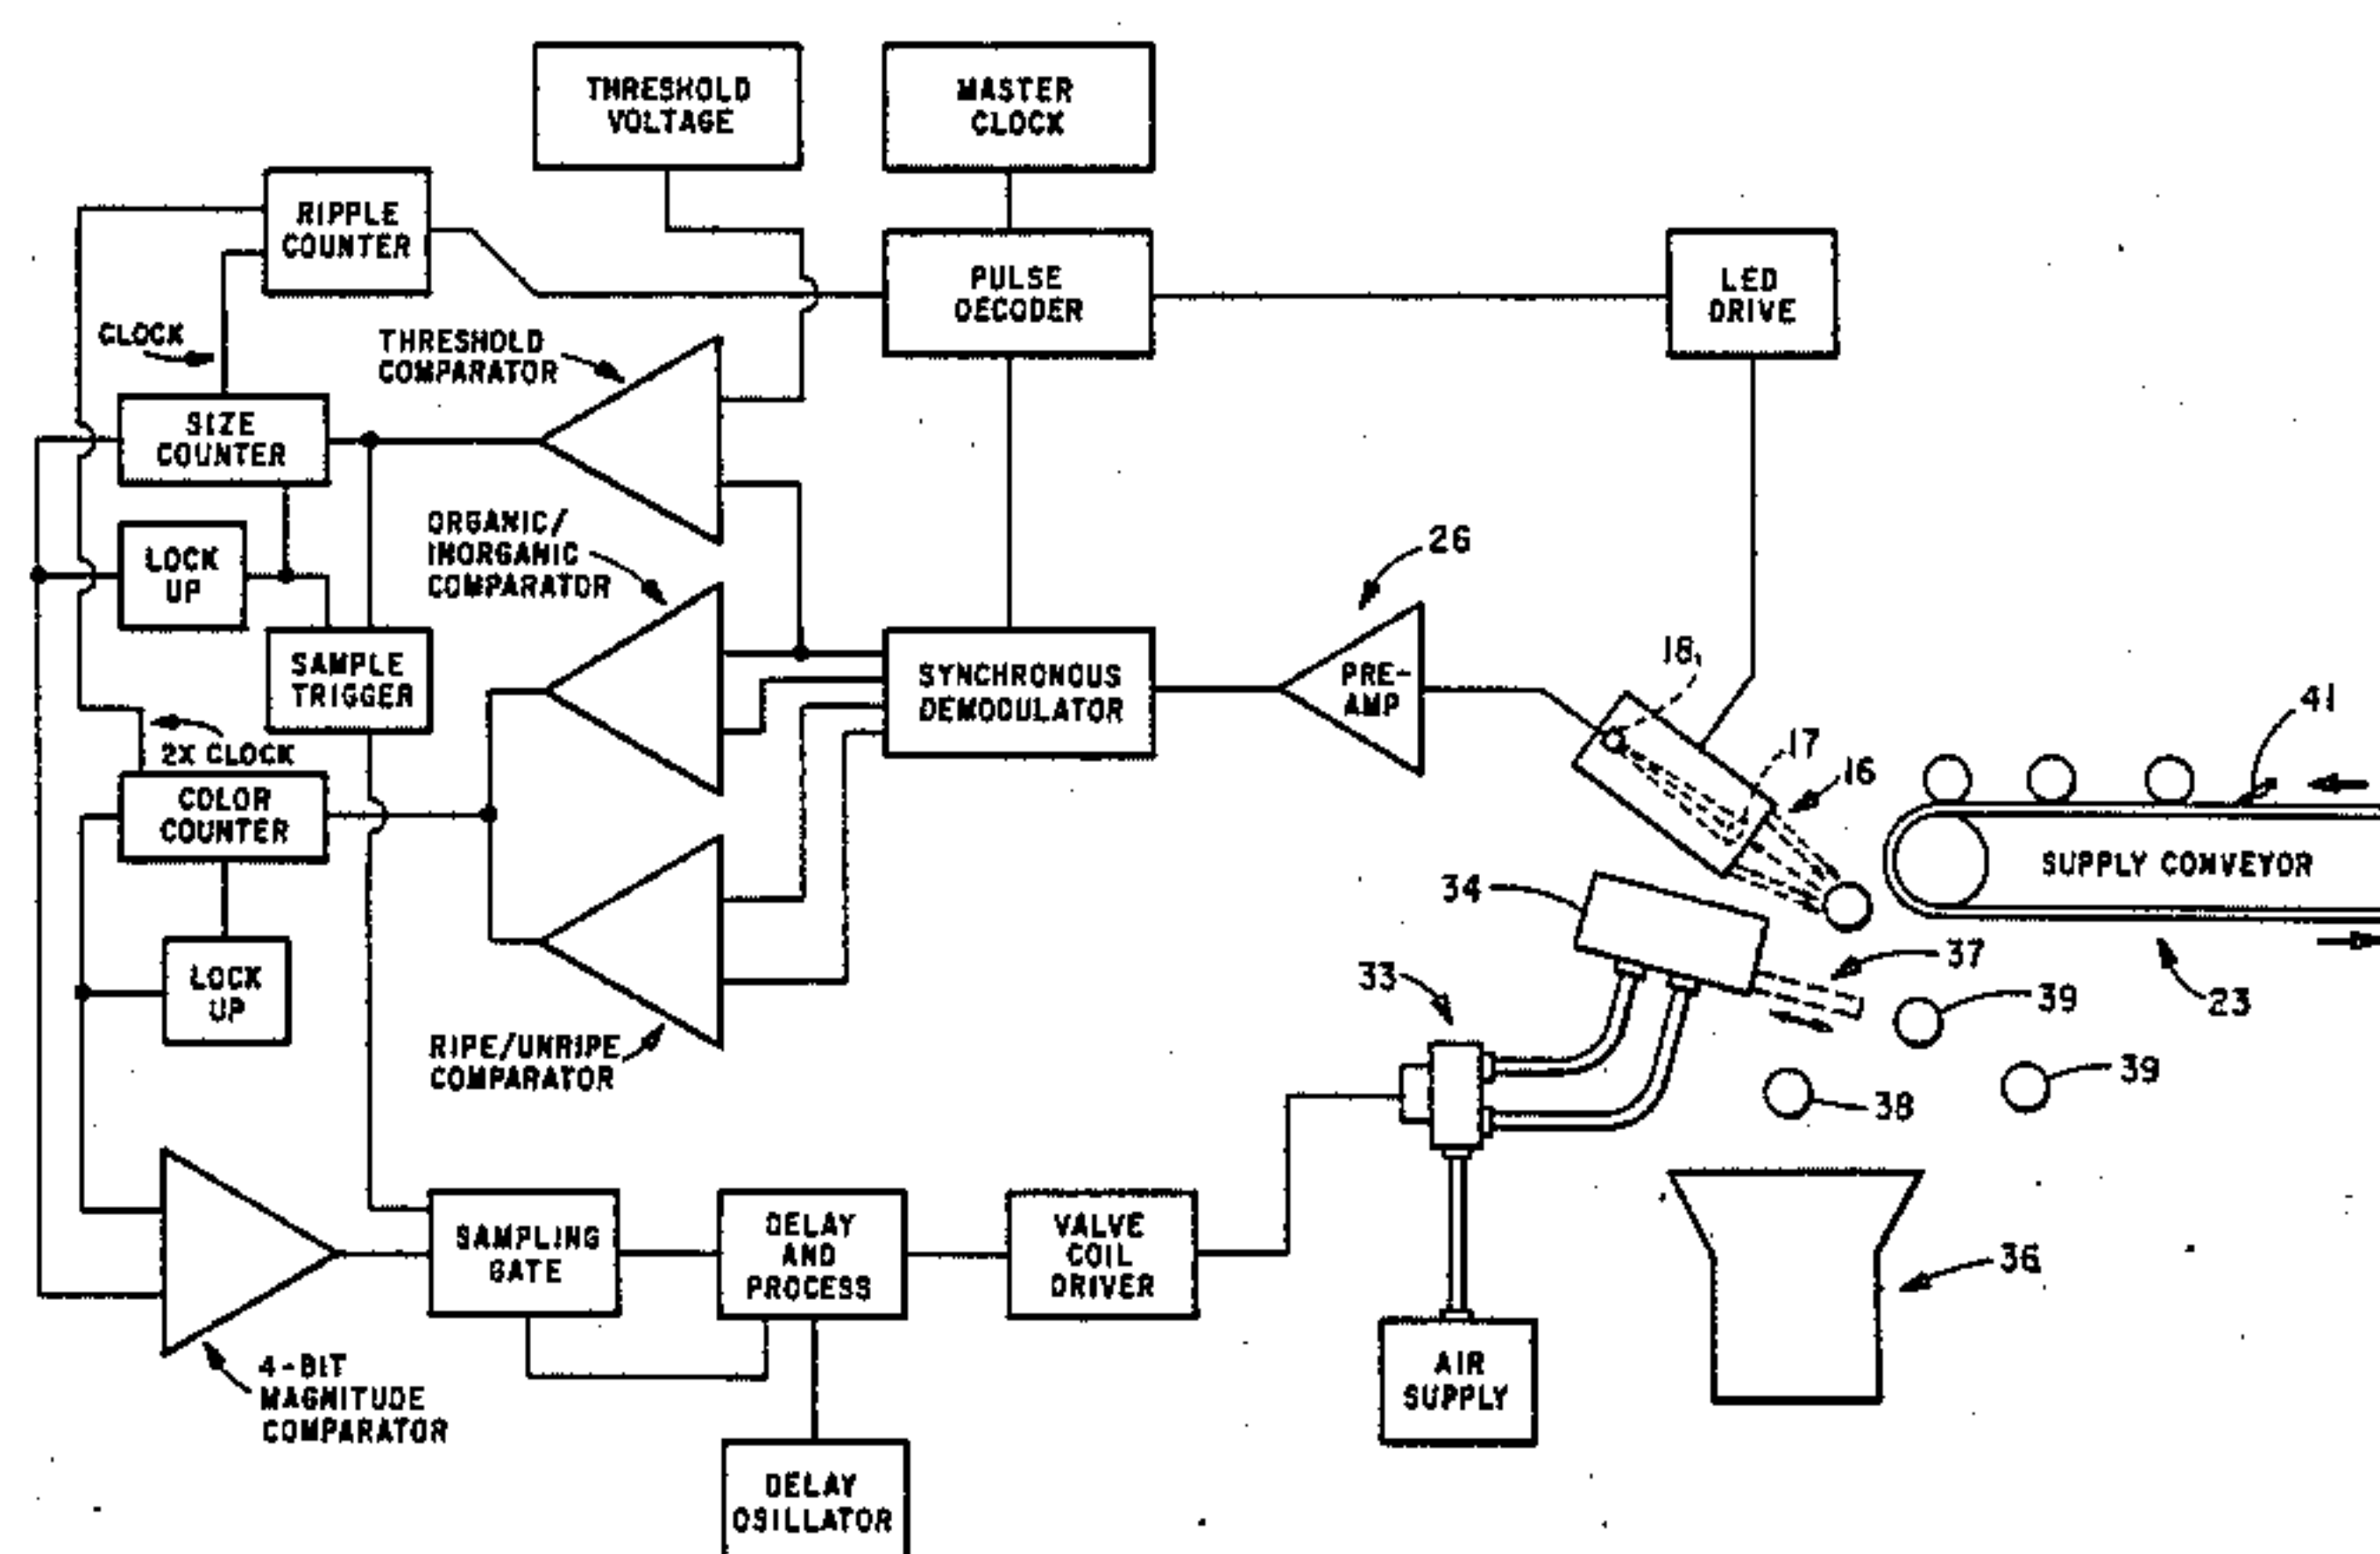 THRESHOLD
VOLTAGE
MASTER
CLOCK
RIPPLE
COUNTER
PULSE
DECODER
LED
DRIVE
CLOCK
THRESHOLD
COMPARATOR
SIZE
COUNTER
ORGANIC/
INORGANIC
COMPARATOR
LOCK
UP
SAMPLE
TRIGGER
SYNCHRONOUS
DEMODULATOR
26
PRE-
AMP
18
17
16
41
2X CLOCK
COLOR
COUNTER
SUPPLY CONVEYOR
34
37
23
39
33
LOCK
UP
RIPE/UNRIPE
COMPARATOR
38
39
SAMPLING
GATE
DELAY
AND
PROCESS
VALVE
COIL
DRIVER
36
4-BIT
MAGNITUDE
COMPARATOR
AIR
SUPPLY
DELAY
OSILLATOR